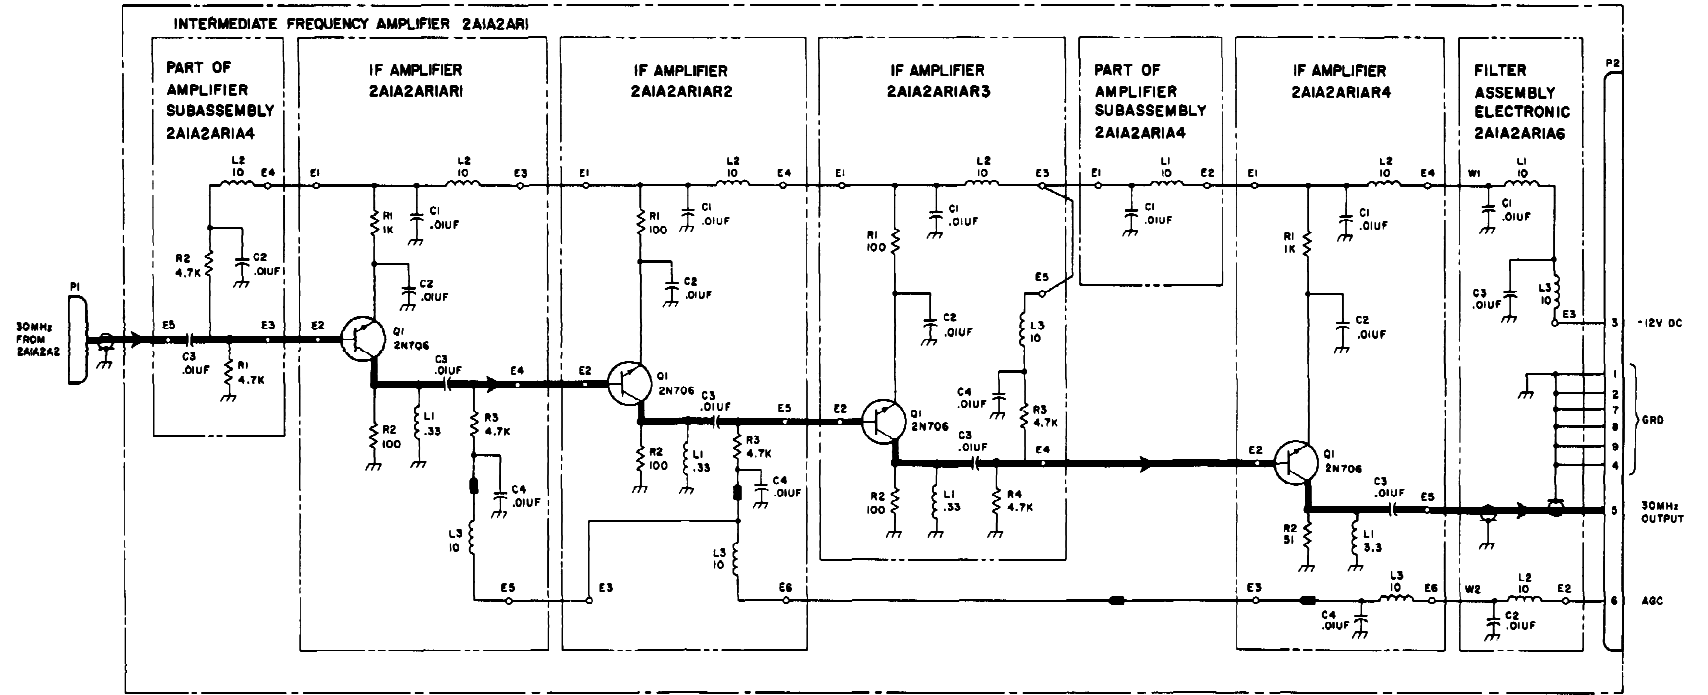 INTERMEDIATE FREQUENCY AMPLIFIER 2A1A2AR1
PART OF
AMPLIFIER
SUBASSEMBLY
2A1A2AR1A4
L2
10
E4
R2
4.7K
C2
.01UF
P1
30MHz
FROM
2A1A2A2
E5
C3
.01UF
R1
4.7K
E3
IF AMPLIFIER
2A1A2AR1AR1
E1
L2
10
E3
R1
1K
C1
.01UF
C2
.01UF
E2
Q1
2N706
C3
.01UF
E4
R2
100
L1
.33
R3
4.7K
C4
.01UF
L3
10
E5
IF AMPLIFIER
2A1A2AR1AR2
E1
L2
10
E4
R1
100
C1
.01UF
C2
.01UF
E2
Q1
2N706
C3
.01UF
E5
R2
100
L1
.33
R3
4.7K
C4
.01UF
L3
10
E3
E6
IF AMPLIFIER
2A1A2AR1AR3
E1
L2
10
E3
R1
100
C1
.01UF
E5
C2
.01UF
L3
10
C4
.01UF
R3
4.7K
E2
Q1
2N706
C3
.01UF
E4
R2
100
L1
.33
R4
4.7K
PART OF
AMPLIFIER
SUBASSEMBLY
2A1A2AR1A4
E1
L1
10
E2
C1
.01UF
IF AMPLIFIER
2A1A2AR1AR4
E1
L2
10
E4
R1
1K
C1
.01UF
C2
.01UF
E2
Q1
2N706
C3
.01UF
E5
R2
51
L1
3.3
E3
L3
10
E6
C4
.01UF
FILTER
ASSEMBLY
ELECTRONIC
2A1A2AR1A6
W1
L1
10
C1
.01UF
C3
.01UF
L3
10
E3
W2
L2
10
E2
C2
.01UF
P2
3 -12V DC
1
2
7
8
9
4
GRD
5 30MHz
OUTPUT
6 AGC